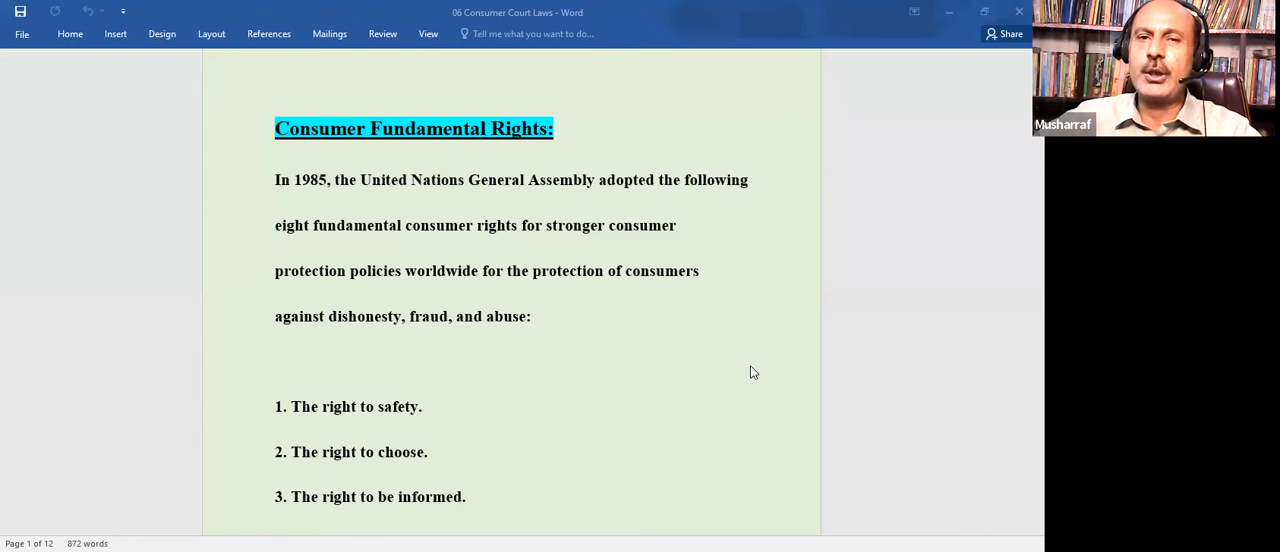 06 Consumer Court Laws - Word
File Home Insert Design Layout References Mailings Review View Tell me what you want to do... Share
Musharraf
Consumer Fundamental Rights:
In 1985, the United Nations General Assembly adopted the following
eight fundamental consumer rights for stronger consumer
protection policies worldwide for the protection of consumers
against dishonesty, fraud, and abuse:
1. The right to safety.
2. The right to choose.
3. The right to be informed.
Page 1 of 12 872 words